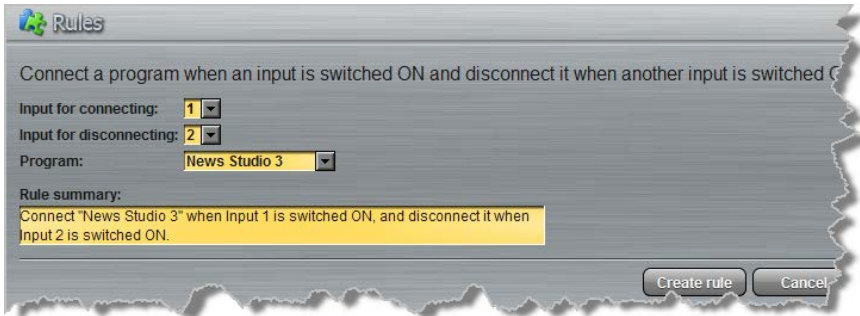 Rules
Connect a program when an input is switched ON and disconnect it when another input is switched
Input for connecting: 1
Input for disconnecting: 2
Program: News Studio 3
Rule summary:
Connect "News Studio 3" when Input 1 is switched ON, and disconnect it when
Input 2 is switched ON.
Create rule Cancel